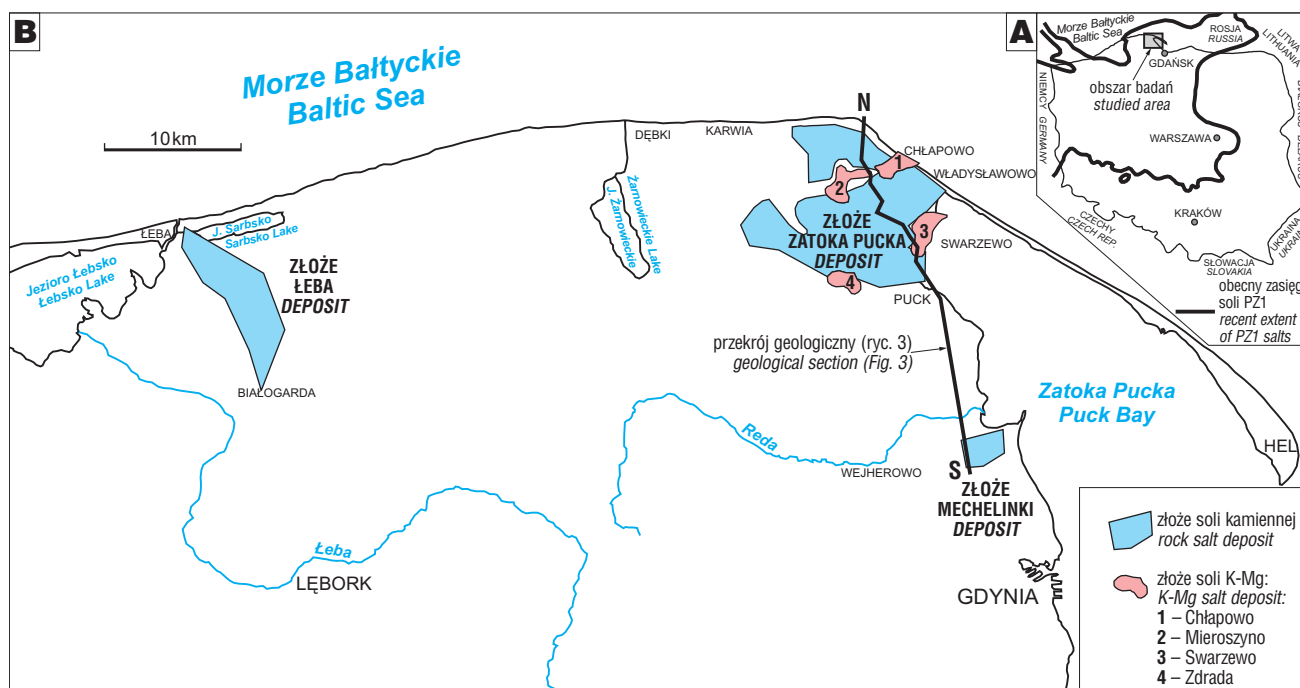 B
Morze Bałtyckie
Baltic Sea
10 km
ŁEBA
J. Sarbsko
Sarbsko Lake
Jezioro Łebsko
Łebsko Lake
ZŁOŻE
ŁEBA
DEPOSIT
BIAŁOGARDA
Łeba
LĘBORK
DĘBKI
KARWIA
Żarnowieckie Lake
J. Żarnowieckie
N
CHŁAPOWO
WŁADYSŁAWOWO
1
2
3
4
ZŁOŻE
ZATOKA PUCKA
DEPOSIT
SWARZEWO
PUCK
przekrój geologiczny (ryc. 3)
geological section (Fig. 3)
Zatoka Pucka
Puck Bay
HEL
Reda
WEJHEROWO
S
ZŁOŻE
MECHELINKI
DEPOSIT
GDYNIA
A
Morze Bałtyckie
Baltic Sea
ROSJA
RUSSIA
LITWA
LITHUANIA
GDAŃSK
obszar badań
studied area
NIEMCY
GERMANY
WARSZAWA
KRAKÓW
CZECHY
CZECH REP.
SŁOWACJA
SLOVAKIA
UKRAINA
obecny zasięg
soli PZ1
recent extent
of PZ1 salts
złoże soli kamiennej
rock salt deposit
złoże soli K-Mg:
K-Mg salt deposit:
1 – Chłapowo
2 – Mieroszyno
3 – Swarzewo
4 – Zdrada